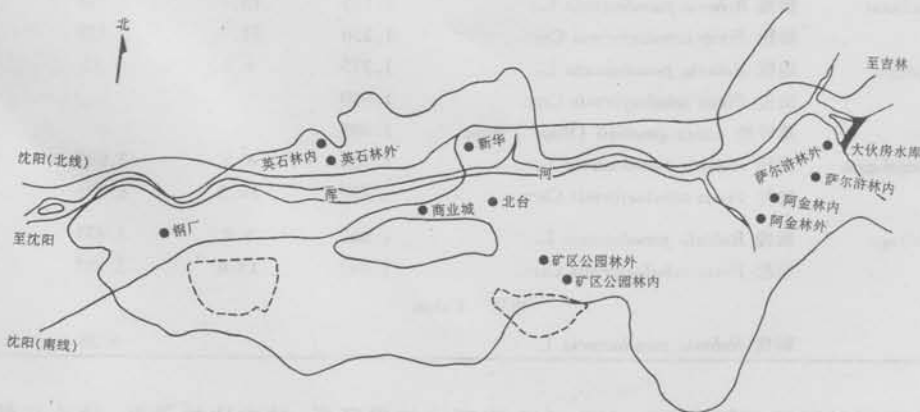 北
至吉林
大伙房水库
沈阳(北线)
英石林内
英石林外
新华
浑
河
萨尔浒林外
萨尔浒林内
阿金林内
阿金林外
商业城
北台
至沈阳
钢厂
矿区公园林外
矿区公园林内
沈阳(南线)